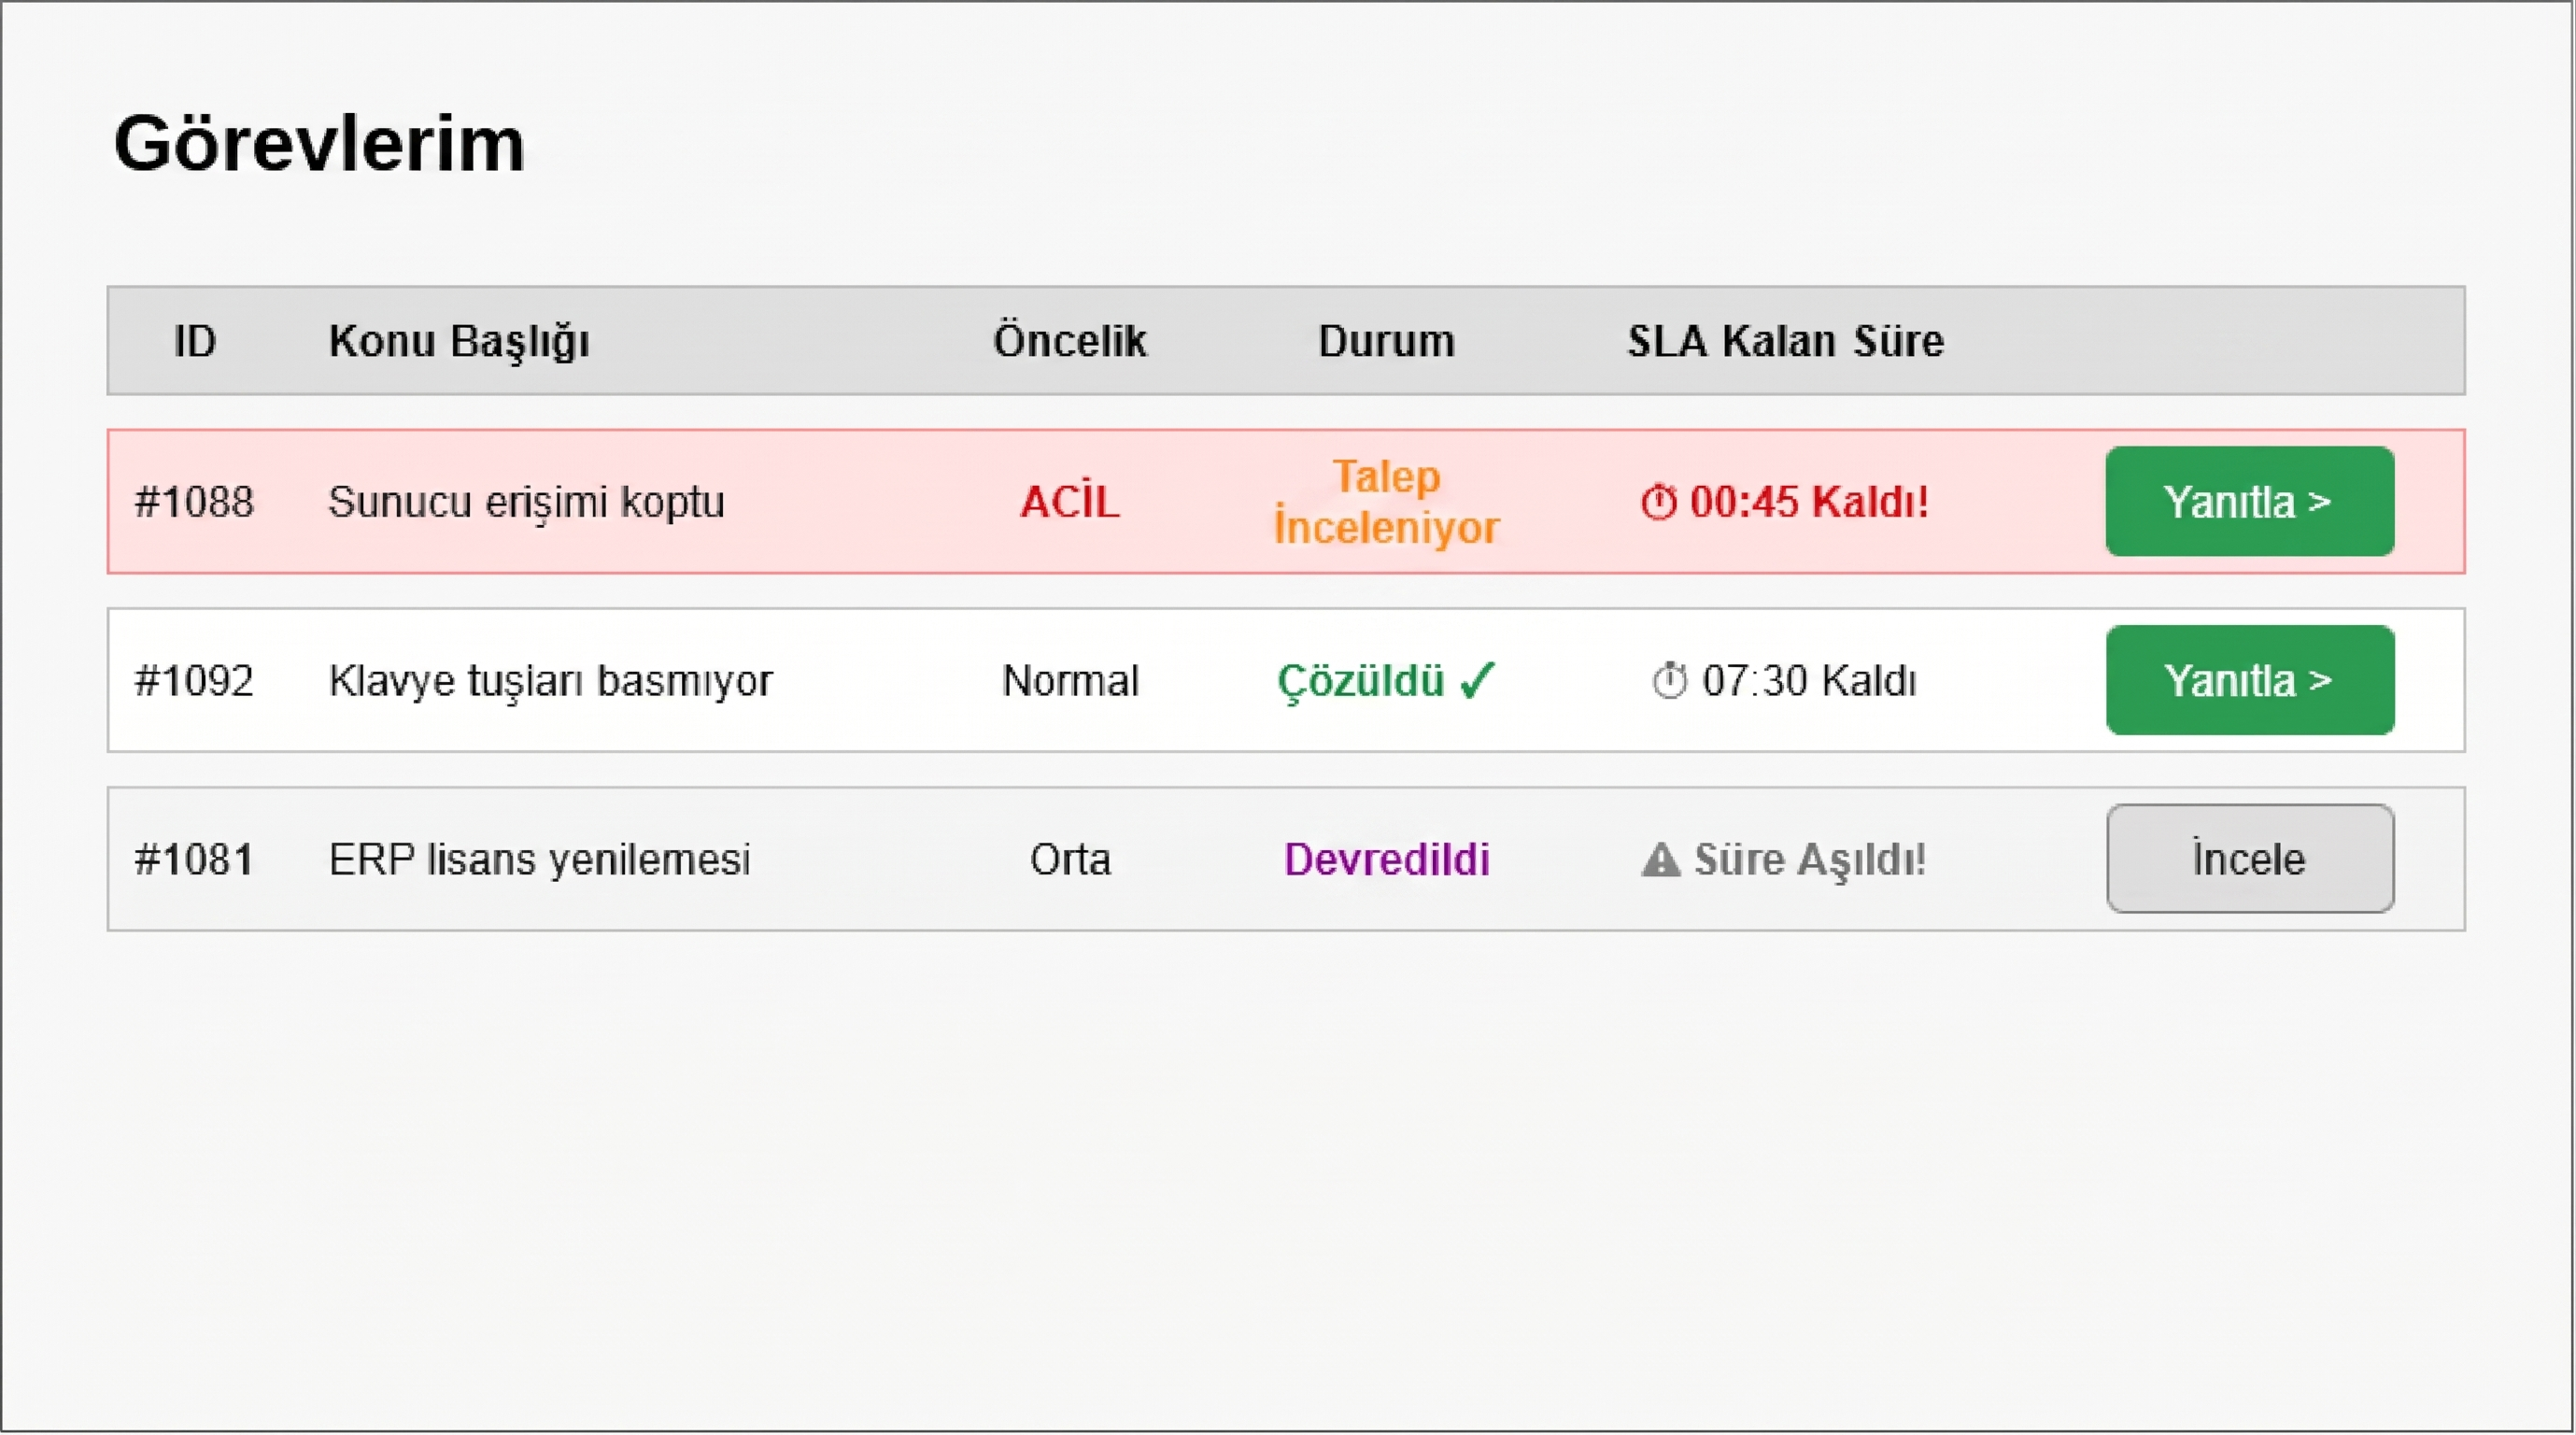 Görevlerim
ID Konu Başlığı Öncelik Durum SLA Kalan Süre
#1088 Sunucu erişimi koptu ACİL Talep İnceleniyor 00:45 Kaldı! Yanıtla >
#1092 Klavye tuşiarı basmıyor Normal Çözüldü ✓ 07:30 Kaldı Yanıtla >
#1081 ERP lisans yenilemesi Orta Devredildi Süre Aşıldı! İncele